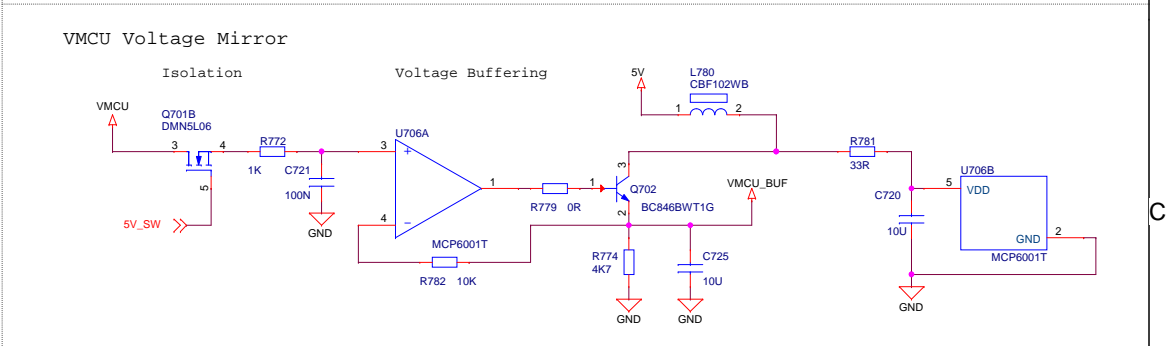 VMCU Voltage Mirror
Isolation
Voltage Buffering
VMCU
Q701B
DMN5L06
3
4
5
5V_SW
R772
1K
C721
100N
GND
U706A
3
+
4
−
1
MCP6001T
R782 10K
R779 0R
1
3
2
Q702
BC846BWT1G
VMCU_BUF
R774
4K7
GND
C725
10U
GND
5V
L780
CBF102WB
1
2
R781
33R
C720
10U
GND
U706B
5
VDD
GND
2
MCP6001T
C